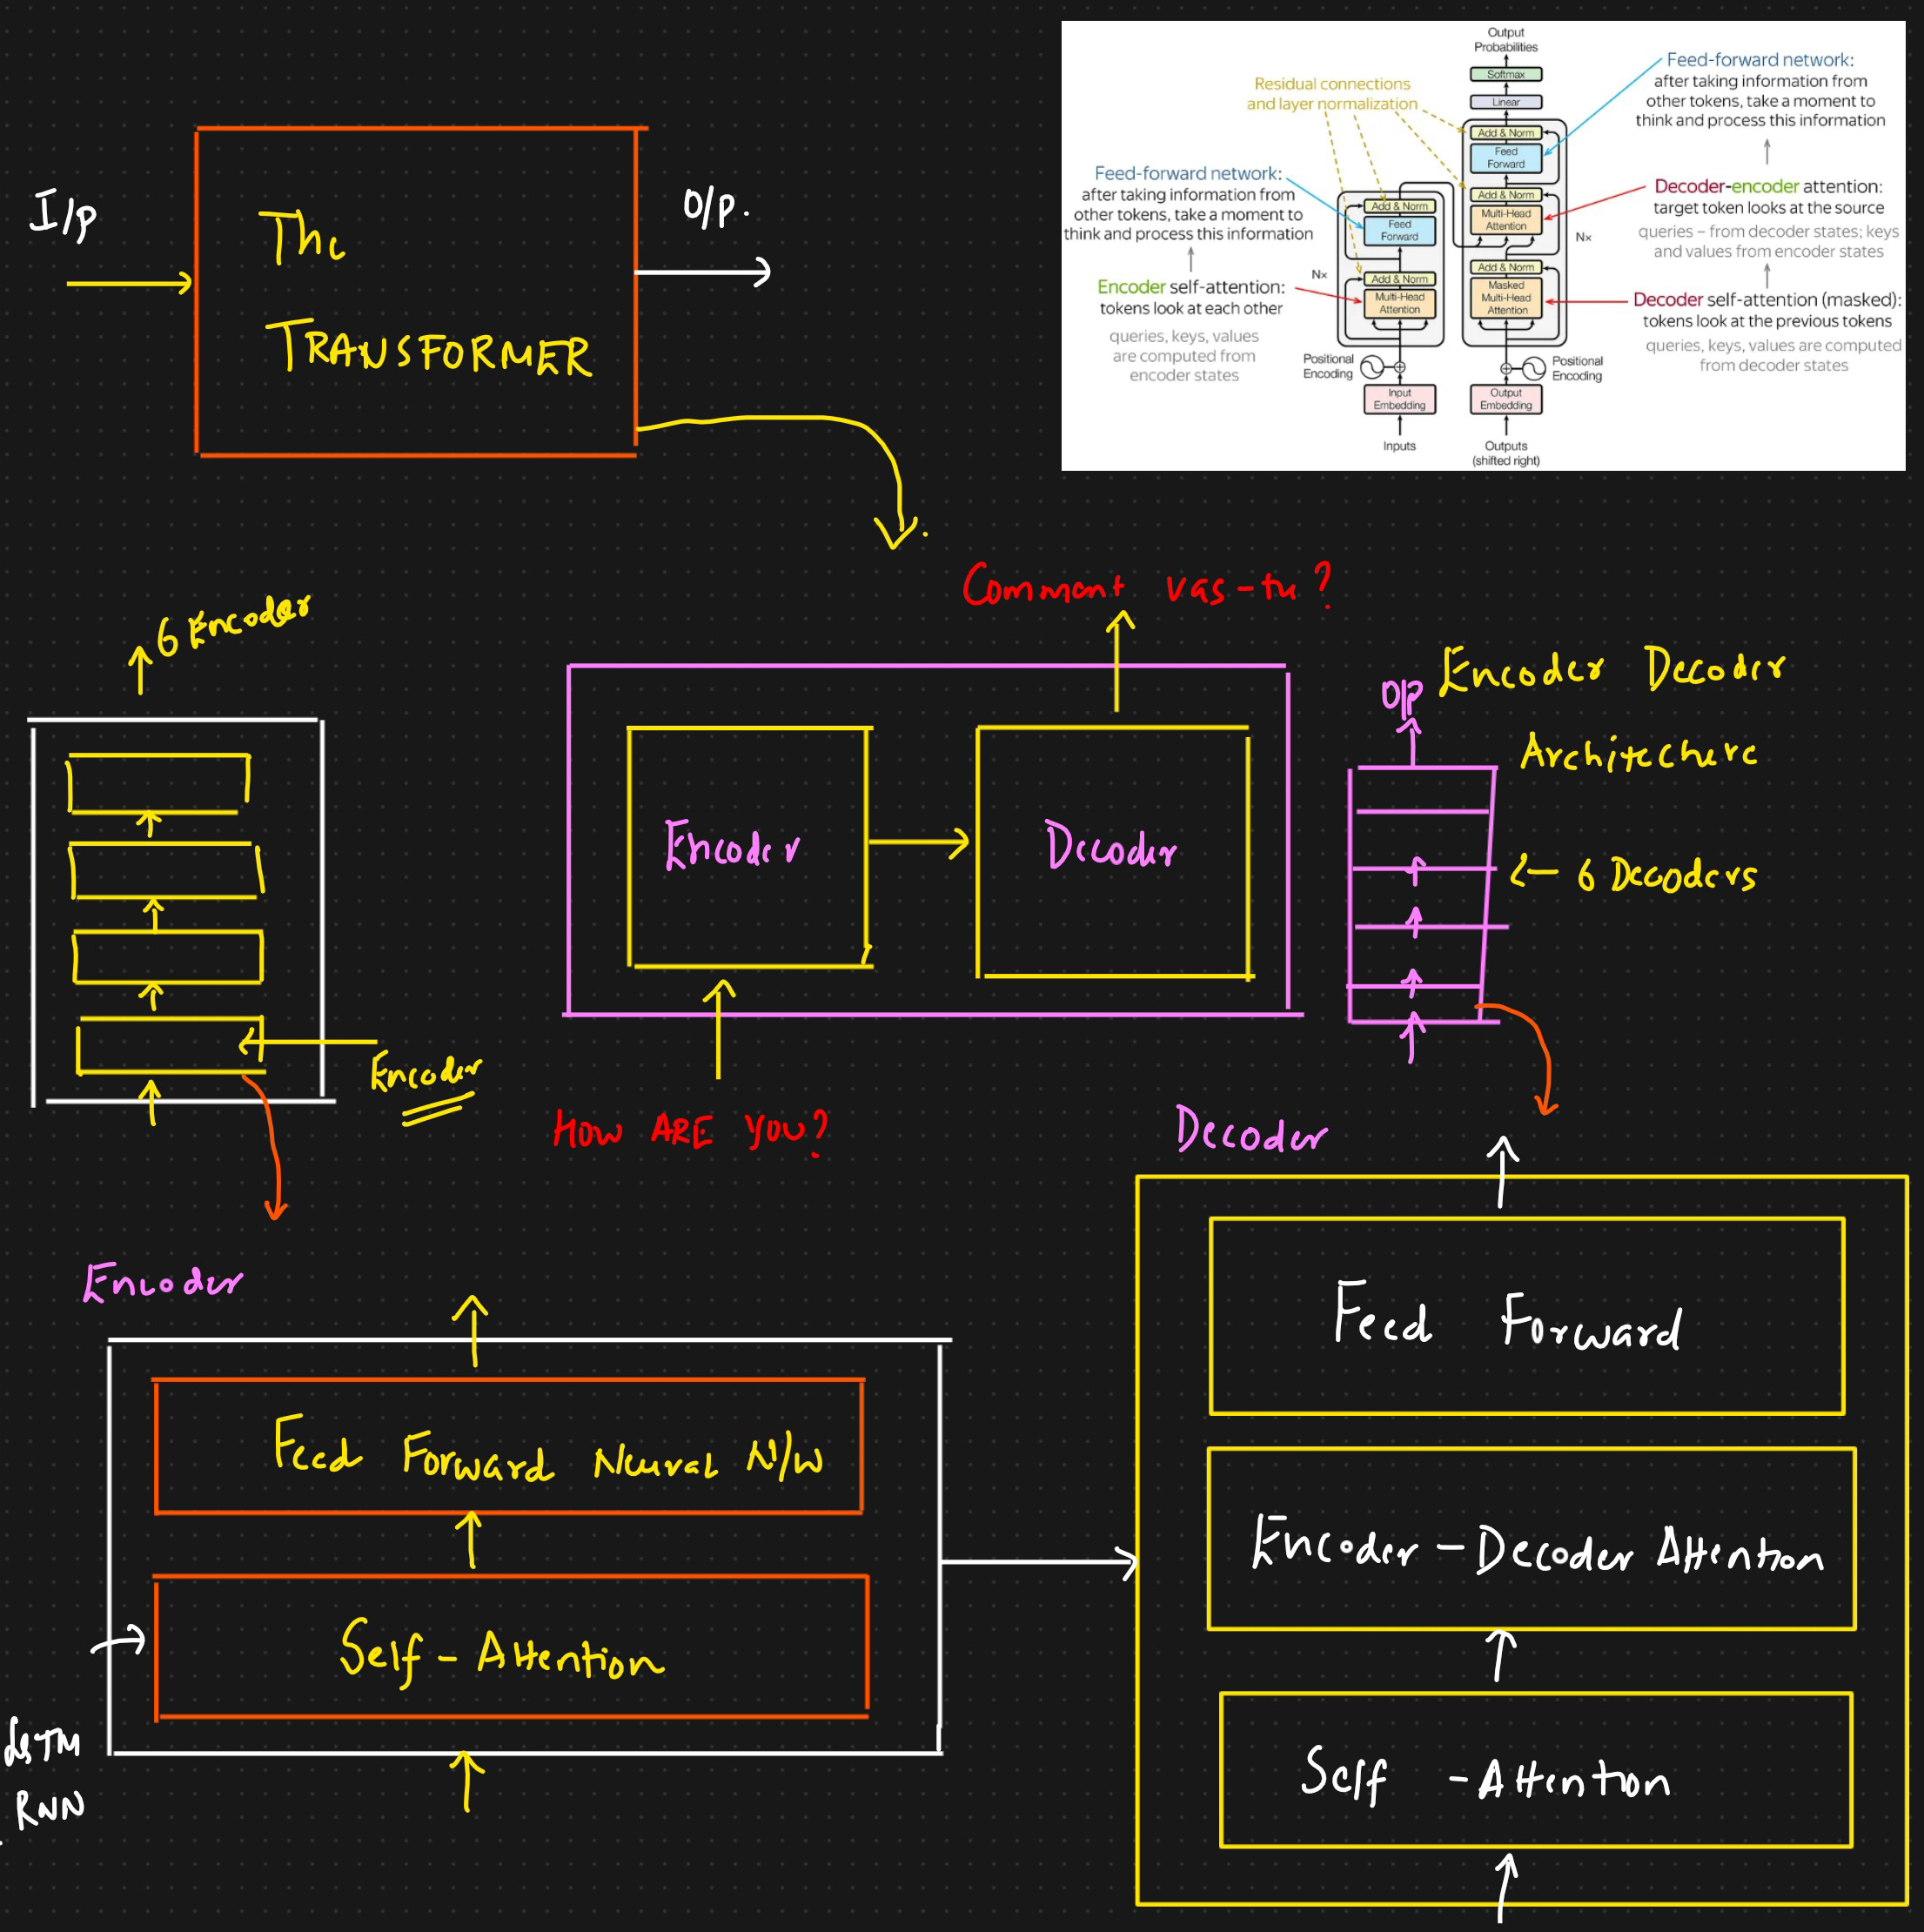 I/p
The
TRANSFORMER
O/p.
Output
Probabilities
Softmax
Linear
Add & Norm
Feed
Forward
Add & Norm
Multi-Head
Attention
Add & Norm
Masked
Multi-Head
Attention
Nx
Positional
Encoding
Output
Embedding
Outputs
(shifted right)
Add & Norm
Feed
Forward
Add & Norm
Multi-Head
Attention
Nx
Positional
Encoding
Input
Embedding
Inputs
Residual connections
and layer normalization
Feed-forward network:
after taking information from
other tokens, take a moment to
think and process this information
Encoder self-attention:
tokens look at each other
queries, keys, values
are computed from
encoder states
Feed-forward network:
after taking information from
other tokens, take a moment to
think and process this information
Decoder-encoder attention:
target token looks at the source
queries – from decoder states; keys
and values from encoder states
Decoder self-attention (masked):
tokens look at the previous tokens
queries, keys, values are computed
from decoder states
6 Encoder
Encoder
Comment vas-tu?
Encoder
Decoder
HOW ARE YOU?
O/P
Encoder Decoder
Architechure
6 Decoders
Encoder
Feed Forward Neural N/W
Self-Attention
LSTM
RNN
Decoder
Feed Forward
Encoder-Decoder Attention
Self -Attention